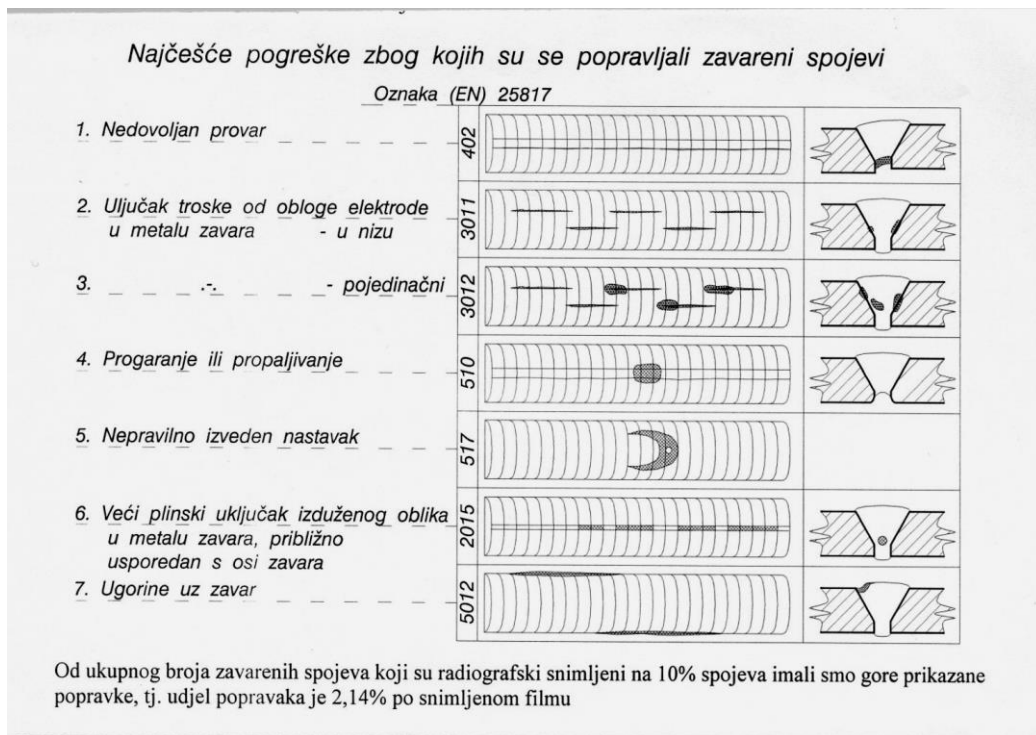 Najčešće pogreške zbog kojih su se popravljali zavareni spojevi
Oznaka (EN) 25817
1. Nedovoljan provar
402
2. Uljučak troske od obloge elektrode
u metalu zavara - u nizu
3011
3. .-. - pojedinačni
3012
4. Progaranje ili propaljivanje
510
5. Nepravilno izveden nastavak
517
6. Veći plinski uključak izduženog oblika
u metalu zavara, približno
usporedan s osi zavara
2015
7. Ugorine uz zavar
5012
Od ukupnog broja zavarenih spojeva koji su radiografski snimljeni na 10% spojeva imali smo gore prikazane
popravke, tj. udjel popravaka je 2,14% po snimljenom filmu